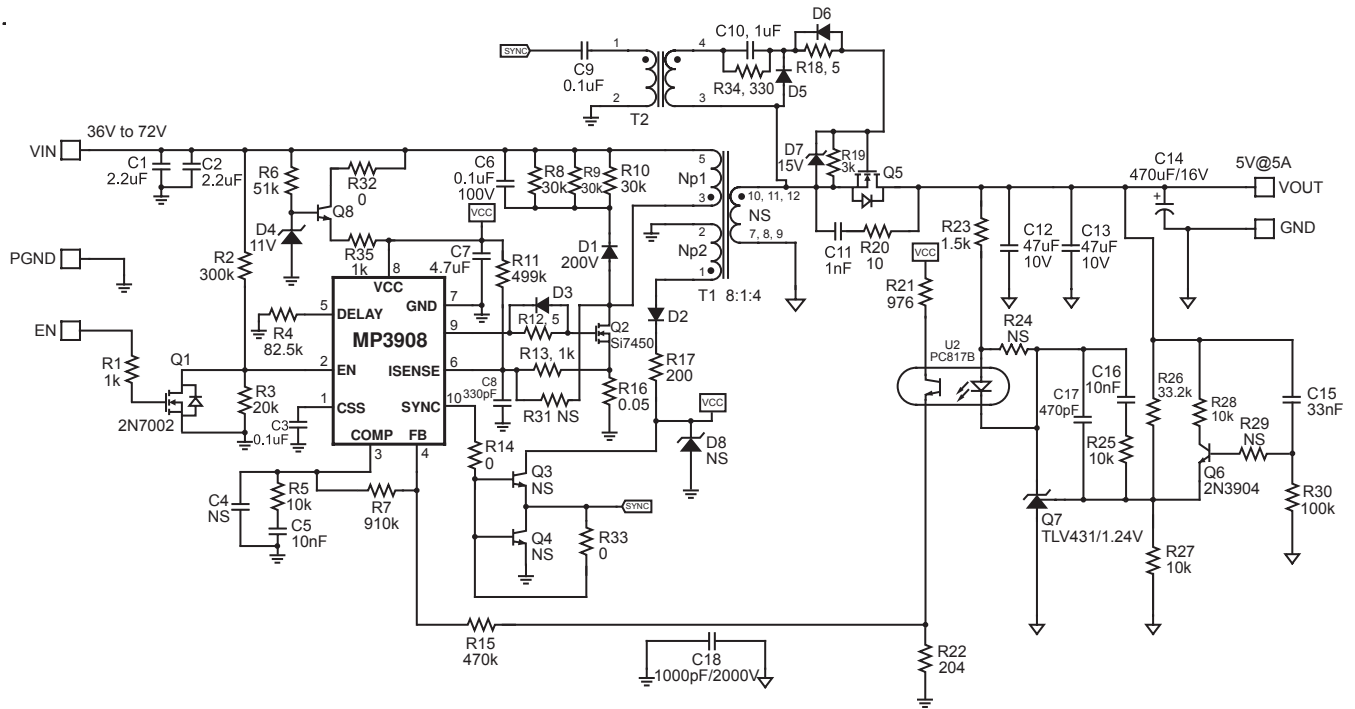 D6
C10, 1uF
1
4
SYNC
C9
0.1uF
R34, 330
R18, 5
D5
2
3
T2
VIN
36V to 72V
C1
2.2uF
C2
2.2uF
R6
51k
R32
0
C6
0.1uF
100V
R8
30k
R9
30k
R10
30k
5
Np1
3
10, 11, 12
NS
7, 8, 9
D7
15V
R19
3k
Q5
C14
470uF/16V
+
5V@5A
VOUT
GND
Q8
D4
11V
VCC
R35
1k
8
VCC
C7
4.7uF
R11
499k
D1
200V
2
Np2
1
T1 8:1:4
C11
1nF
R20
10
R23
1.5k
C12
47uF
10V
C13
47uF
10V
PGND
R2
300k
GND
7
VCC
R21
976
EN
R4
82.5k
5
DELAY
MP3908
9
D3
R12, 5
Q2
Si7450
D2
R1
1k
Q1
2N7002
2
EN
ISENSE
6
R13, 1k
R17
200
U2
PC817B
R24
NS
R3
20k
1
CSS
SYNC
10
C8
330pF
R31 NS
R16
0.05
C17
470pF
C16
10nF
R26
33.2k
R28
10k
C15
33nF
C3
0.1uF
COMP
FB
3
4
R14
0
VCC
D8
NS
R25
10k
R29
NS
Q6
2N3904
R30
100k
C4
NS
R5
10k
C5
10nF
R7
910k
Q3
NS
SYNC
Q4
NS
R33
0
Q7
TLV431/1.24V
R27
10k
R15
470k
C18
1000pF/2000V
R22
204